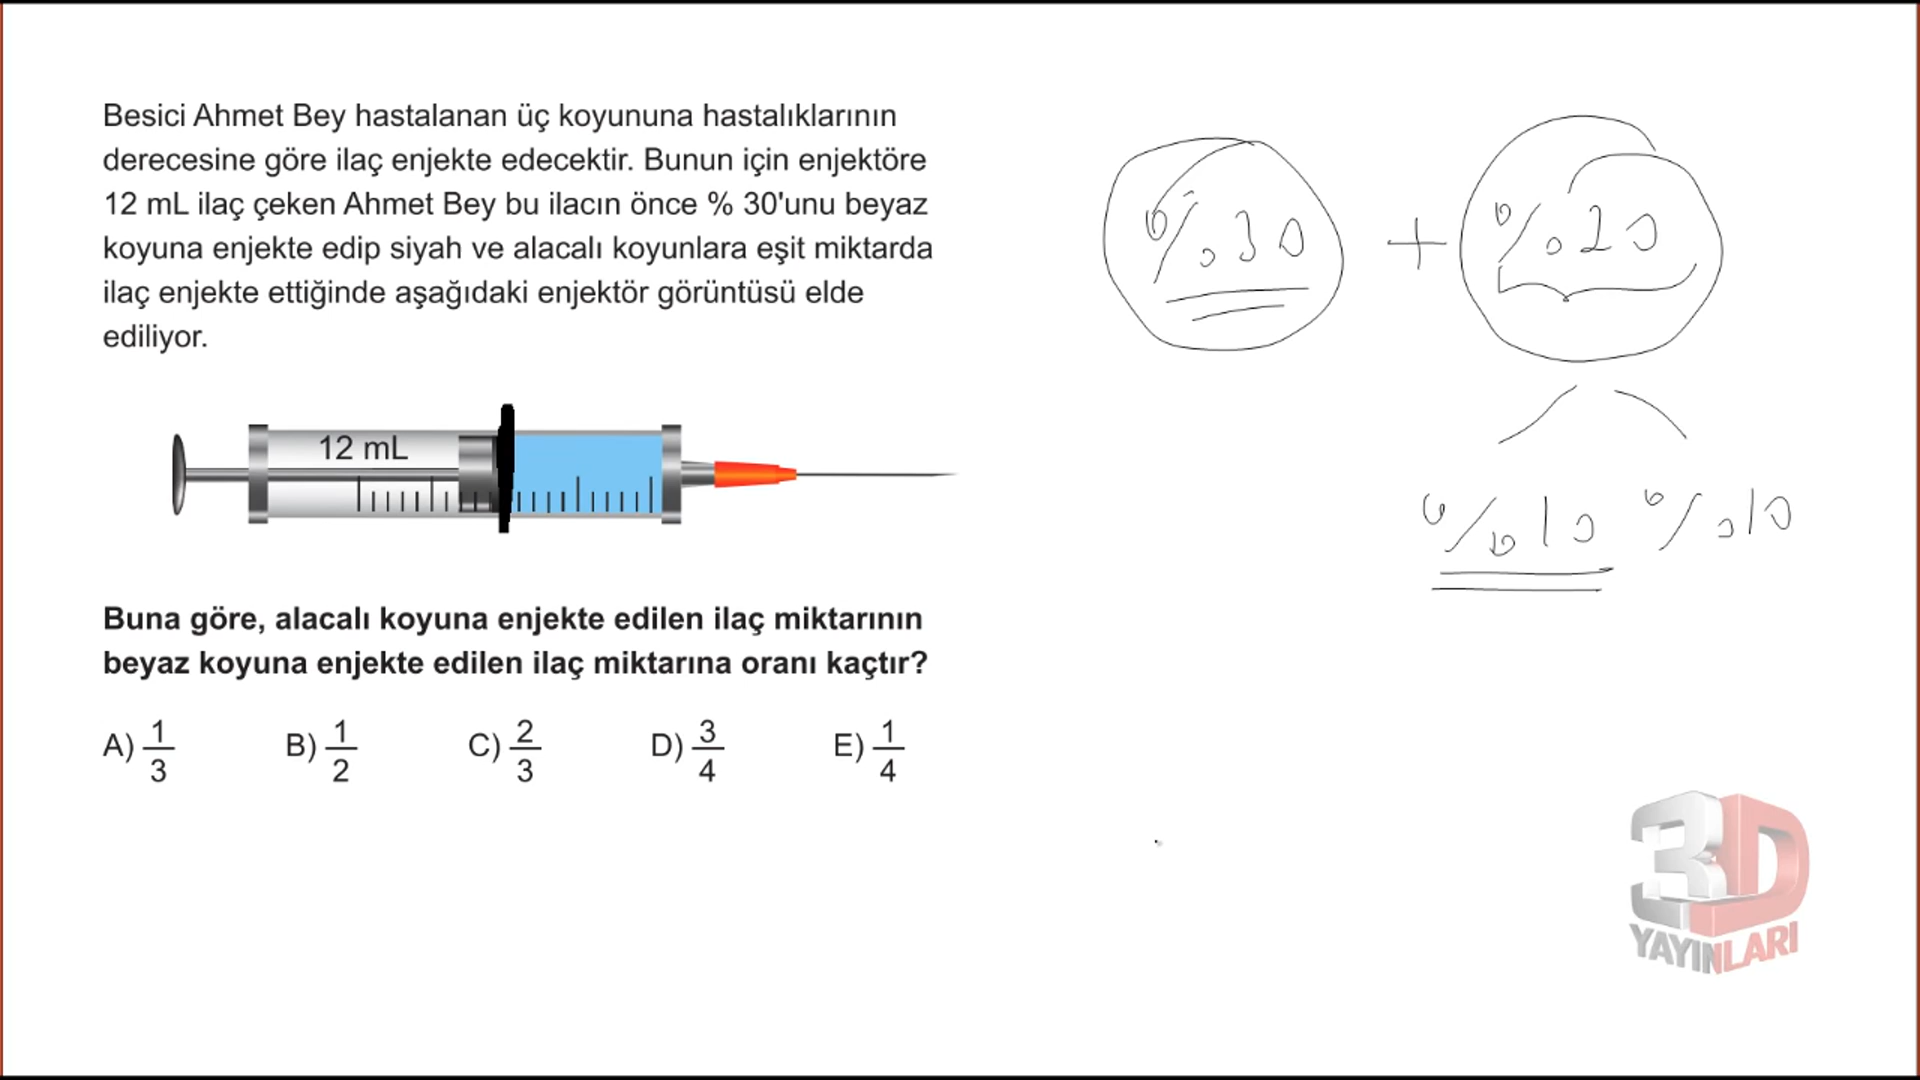 Besici Ahmet Bey hastalanan üç koyununa hastalıklarının
derecesine göre ilaç enjekte edecektir. Bunun için enjektöre
12 mL ilaç çeken Ahmet Bey bu ilacın önce % 30'unu beyaz
koyuna enjekte edip siyah ve alacalı koyunlara eşit miktarda
ilaç enjekte ettiğinde aşağıdaki enjektör görüntüsü elde
ediliyor.
12 mL
Buna göre, alacalı koyuna enjekte edilen ilaç miktarının
beyaz koyuna enjekte edilen ilaç miktarına oranı kaçtır?
A) 1/3 B) 1/2 C) 2/3 D) 3/4 E) 1/4
%30 + %20
%10 %10
3D
YAYINLARI